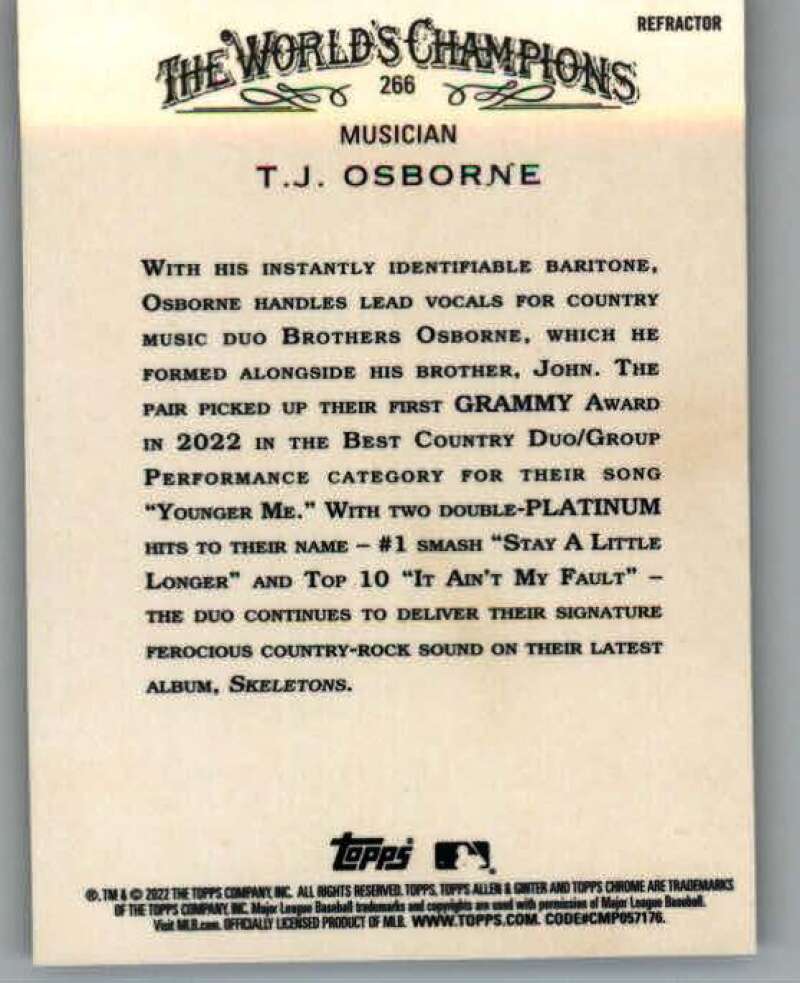 REFRACTOR
THE WORLD'S CHAMPIONS
266
MUSICIAN
T.J. OSBORNE
WITH HIS INSTANTLY IDENTIFIABLE BARITONE,
OSBORNE HANDLES LEAD VOCALS FOR COUNTRY
MUSIC DUO BROTHERS OSBORNE, WHICH HE
FORMED ALONGSIDE HIS BROTHER, JOHN. THE
PAIR PICKED UP THEIR FIRST GRAMMY AWARD
IN 2022 IN THE BEST COUNTRY DUO/GROUP
PERFORMANCE CATEGORY FOR THEIR SONG
"YOUNGER ME." WITH TWO DOUBLE-PLATINUM
HITS TO THEIR NAME – #1 SMASH "STAY A LITTLE
LONGER" AND TOP 10 "IT AIN'T MY FAULT" –
THE DUO CONTINUES TO DELIVER THEIR SIGNATURE
FEROCIOUS COUNTRY-ROCK SOUND ON THEIR LATEST
ALBUM, SKELETONS.
Topps
®, TM & © 2022 THE TOPPS COMPANY, INC. ALL RIGHTS RESERVED. TOPPS, TOPPS ALLEN & GINTER AND TOPPS CHROME ARE TRADEMARKS
OF THE TOPPS COMPANY, INC. Major League Baseball trademarks and copyrights are used with permission of Major League Baseball.
Visit MLB.com. OFFICIALLY LICENSED PRODUCT OF MLB. WWW.TOPPS.COM. CODE#CMP057176.